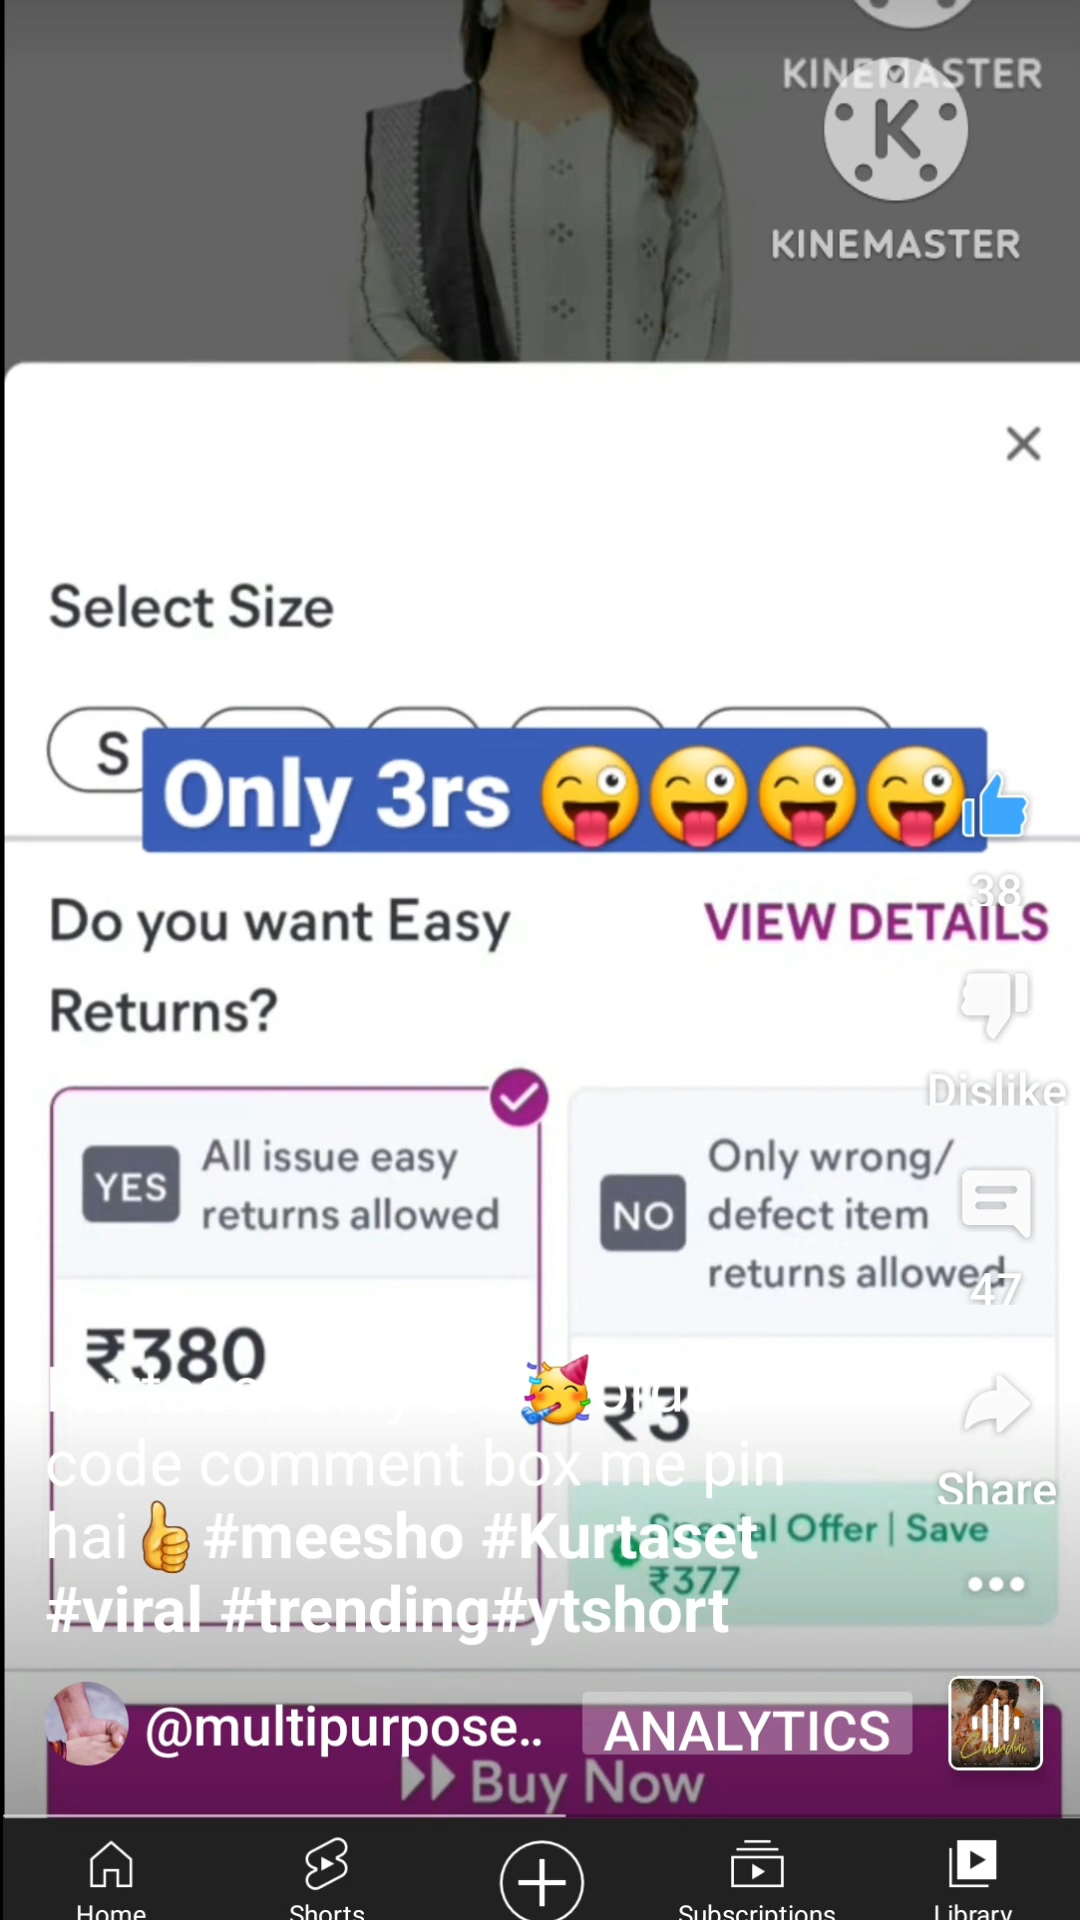 KINEMASTER
K
KINEMASTER
Select Size
S
Only 3rs 😜😜😜😜
38
Do you want Easy
Returns?
VIEW DETAILS
Dislike
YES
All issue easy
returns allowed
NO
Only wrong/
defect item
returns allowed
47
₹380
₹3
code comment box me pin
hai👍 #meesho #Kurtaset
#viral #trending#ytshort
Share
Special Offer | Save
₹377
@multipurpose..
ANALYTICS
Buy Now
Home
Shorts
Subscriptions
Library